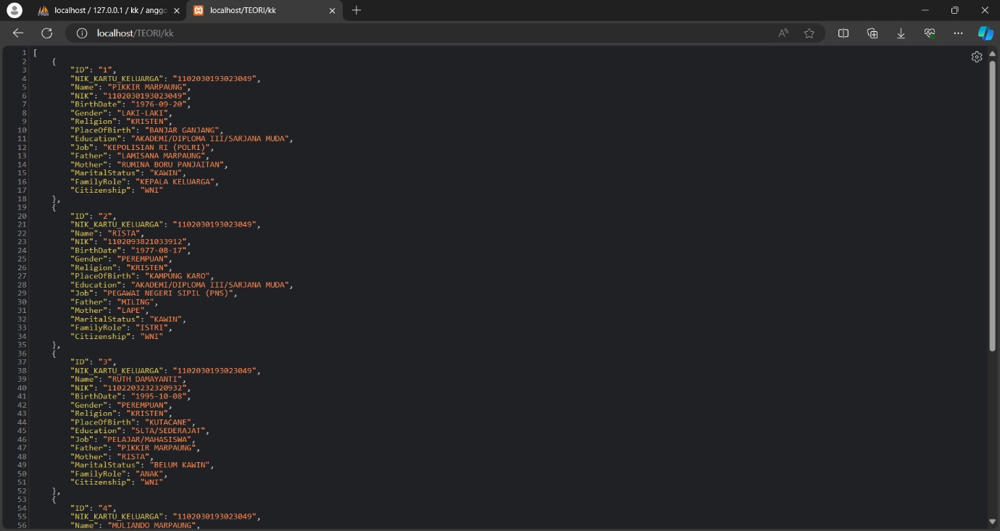 localhost / 127.0.0.1 / kk / anggo
localhost/TEORI/kk
localhost/TEORI/kk
1 [
2 {
3 "ID": "1",
4 "NIK_KARTU_KELUARGA": "1102030193023049",
5 "Name": "PIKKIR MARPAUNG",
6 "NIK": "1102030193023049",
7 "BirthDate": "1976-09-20",
8 "Gender": "LAKI-LAKI",
9 "Religion": "KRISTEN",
10 "PlaceOfBirth": "BANJAR GANJANG",
11 "Education": "AKADEMI/DIPLOMA III/SARJANA MUDA",
12 "Job": "KEPOLISIAN RI (POLRI)",
13 "Father": "LAMISANA MARPAUNG",
14 "Mother": "RUMINA BORU PANJAITAN",
15 "MaritalStatus": "KAWIN",
16 "FamilyRole": "KEPALA KELUARGA",
17 "Citizenship": "WNI"
18 },
19 {
20 "ID": "2",
21 "NIK_KARTU_KELUARGA": "1102030193023049",
22 "Name": "RISTA",
23 "NIK": "1102093821033912",
24 "BirthDate": "1977-08-17",
25 "Gender": "PEREMPUAN",
26 "Religion": "KRISTEN",
27 "PlaceOfBirth": "KAMPUNG KARO",
28 "Education": "AKADEMI/DIPLOMA III/SARJANA MUDA",
29 "Job": "PEGAWAI NEGERI SIPIL (PNS)",
30 "Father": "MILING",
31 "Mother": "LAPE",
32 "MaritalStatus": "KAWIN",
33 "FamilyRole": "ISTRI",
34 "Citizenship": "WNI"
35 },
36 {
37 "ID": "3",
38 "NIK_KARTU_KELUARGA": "1102030193023049",
39 "Name": "RUTH DAMAYANTI",
40 "NIK": "1102203232320932",
41 "BirthDate": "1995-10-08",
42 "Gender": "PEREMPUAN",
43 "Religion": "KRISTEN",
44 "PlaceOfBirth": "KUTACANE",
45 "Education": "SLTA/SEDERAJAT",
46 "Job": "PELAJAR/MAHASISWA",
47 "Father": "PIKKIR MARPAUNG",
48 "Mother": "RISTA",
49 "MaritalStatus": "BELUM KAWIN",
50 "FamilyRole": "ANAK",
51 "Citizenship": "WNI"
52 },
53 {
54 "ID": "4",
55 "NIK_KARTU_KELUARGA": "1102030193023049",
56 "Name": "MULIANDO MARPAUNG",